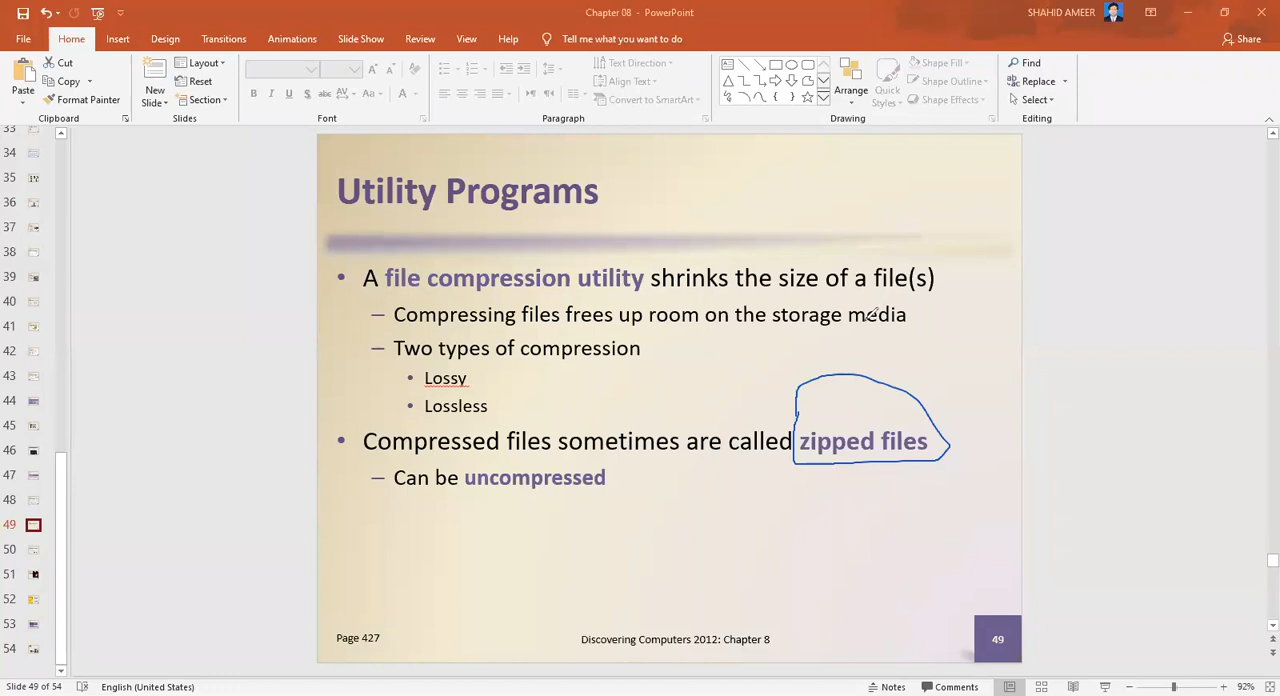 Chapter 08 - PowerPoint
SHAHID AMEER
File Home Insert Design Transitions Animations Slide Show Review View Help Tell me what you want to do Share
Paste
Cut
Copy
Format Painter
Clipboard
New Slide
Layout
Reset
Section
Slides
B I U S abc AV Aa A
Font
Paragraph
Text Direction
Align Text
Convert to SmartArt
Arrange
Quick Styles
Shape Fill
Shape Outline
Shape Effects
Drawing
Find
Replace
Select
Editing
33
34
35
36
37
38
39
40
41
42
43
44
45
46
47
48
49
50
51
52
53
54
Utility Programs
• A file compression utility shrinks the size of a file(s)
– Compressing files frees up room on the storage media
– Two types of compression
• Lossy
• Lossless
• Compressed files sometimes are called zipped files
– Can be uncompressed
Page 427
Discovering Computers 2012: Chapter 8
49
Slide 49 of 54 English (United States) Notes Comments 92%